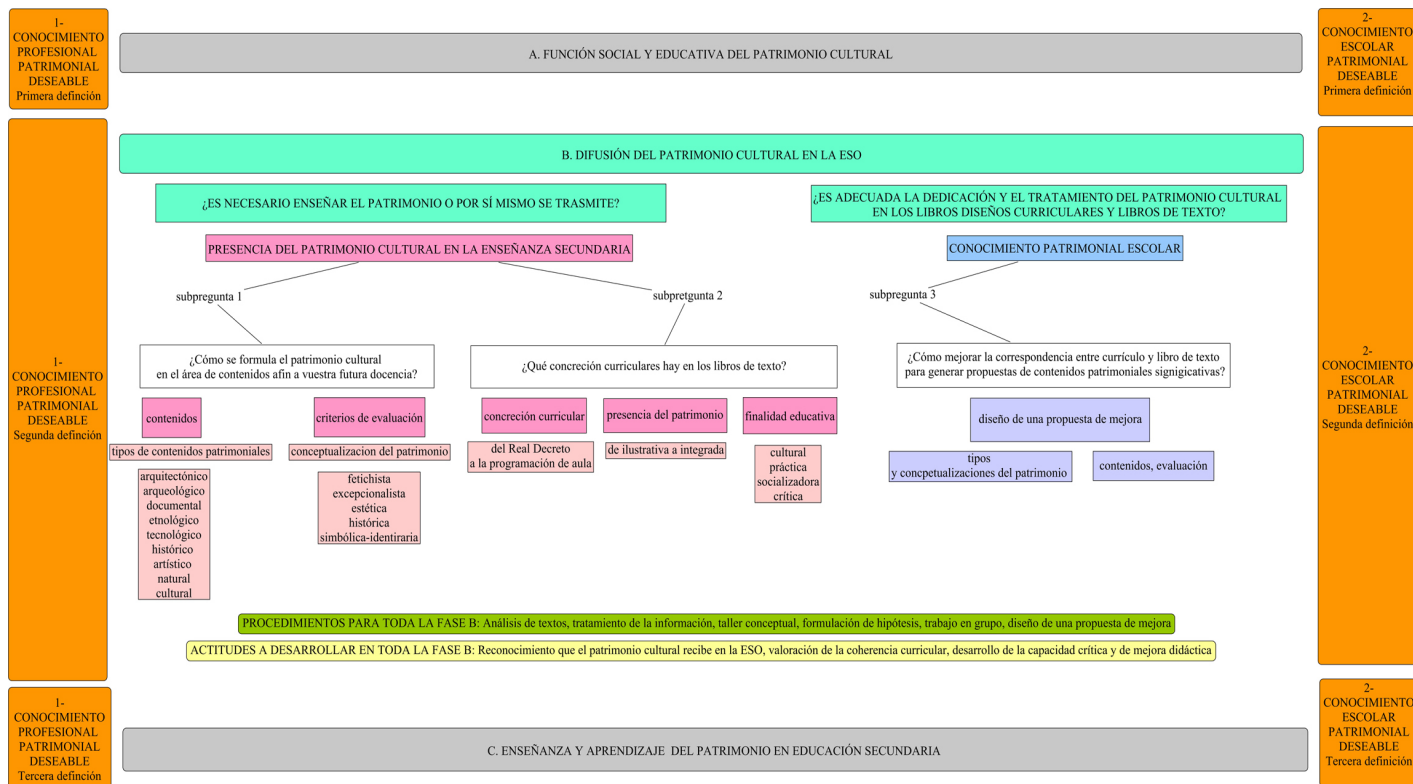 1-
CONOCIMIENTO
PROFESIONAL
PATRIMONIAL
DESEABLE
Primera definción
A. FUNCIÓN SOCIAL Y EDUCATIVA DEL PATRIMONIO CULTURAL
2-
CONOCIMIENTO
ESCOLAR
PATRIMONIAL
DESEABLE
Primera definición
B. DIFUSIÓN DEL PATRIMONIO CULTURAL EN LA ESO
¿ES NECESARIO ENSEÑAR EL PATRIMONIO O POR SÍ MISMO SE TRASMITE?
¿ES ADECUADA LA DEDICACIÓN Y EL TRATAMIENTO DEL PATRIMONIO CULTURAL
EN LOS LIBROS DISEÑOS CURRICULARES Y LIBROS DE TEXTO?
PRESENCIA DEL PATRIMONIO CULTURAL EN LA ENSEÑANZA SECUNDARIA
CONOCIMIENTO PATRIMONIAL ESCOLAR
subpregunta 1
subpretgunta 2
subpregunta 3
1-
CONOCIMIENTO
PROFESIONAL
PATRIMONIAL
DESEABLE
Segunda definción
¿Cómo se formula el patrimonio cultural
en el área de contenidos afin a vuestra futura docencia?
¿Qué concreción curriculares hay en los libros de texto?
¿Cómo mejorar la correspondencia entre currículo y libro de texto
para generar propuestas de contenidos patrimoniales signigicativas?
2-
CONOCIMIENTO
ESCOLAR
PATRIMONIAL
DESEABLE
Segunda definición
contenidos
criterios de evaluación
concreción curricular
presencia del patrimonio
finalidad educativa
diseño de una propuesta de mejora
tipos de contenidos patrimoniales
conceptualizacion del patrimonio
del Real Decreto
a la programación de aula
de ilustrativa a integrada
cultural
práctica
socializadora
crítica
tipos
y concpetualizaciones del patrimonio
contenidos, evaluación
arquitectónico
arqueológico
documental
etnológico
tecnológico
histórico
artístico
natural
cultural
fetichista
excepcionalista
estética
histórica
simbólica-identiraria
PROCEDIMIENTOS PARA TODA LA FASE B: Análisis de textos, tratamiento de la información, taller conceptual, formulación de hipótesis, trabajo en grupo, diseño de una propuesta de mejora
ACTITUDES A DESARROLLAR EN TODA LA FASE B: Reconocimiento que el patrimonio cultural recibe en la ESO, valoración de la coherencia curricular, desarrollo de la capacidad crítica y de mejora didáctica
1-
CONOCIMIENTO
PROFESIONAL
PATRIMONIAL
DESEABLE
Tercera definción
C. ENSEÑANZA Y APRENDIZAJE DEL PATRIMONIO EN EDUCACIÓN SECUNDARIA
2-
CONOCIMIENTO
ESCOLAR
PATRIMONIAL
DESEABLE
Tercera definición